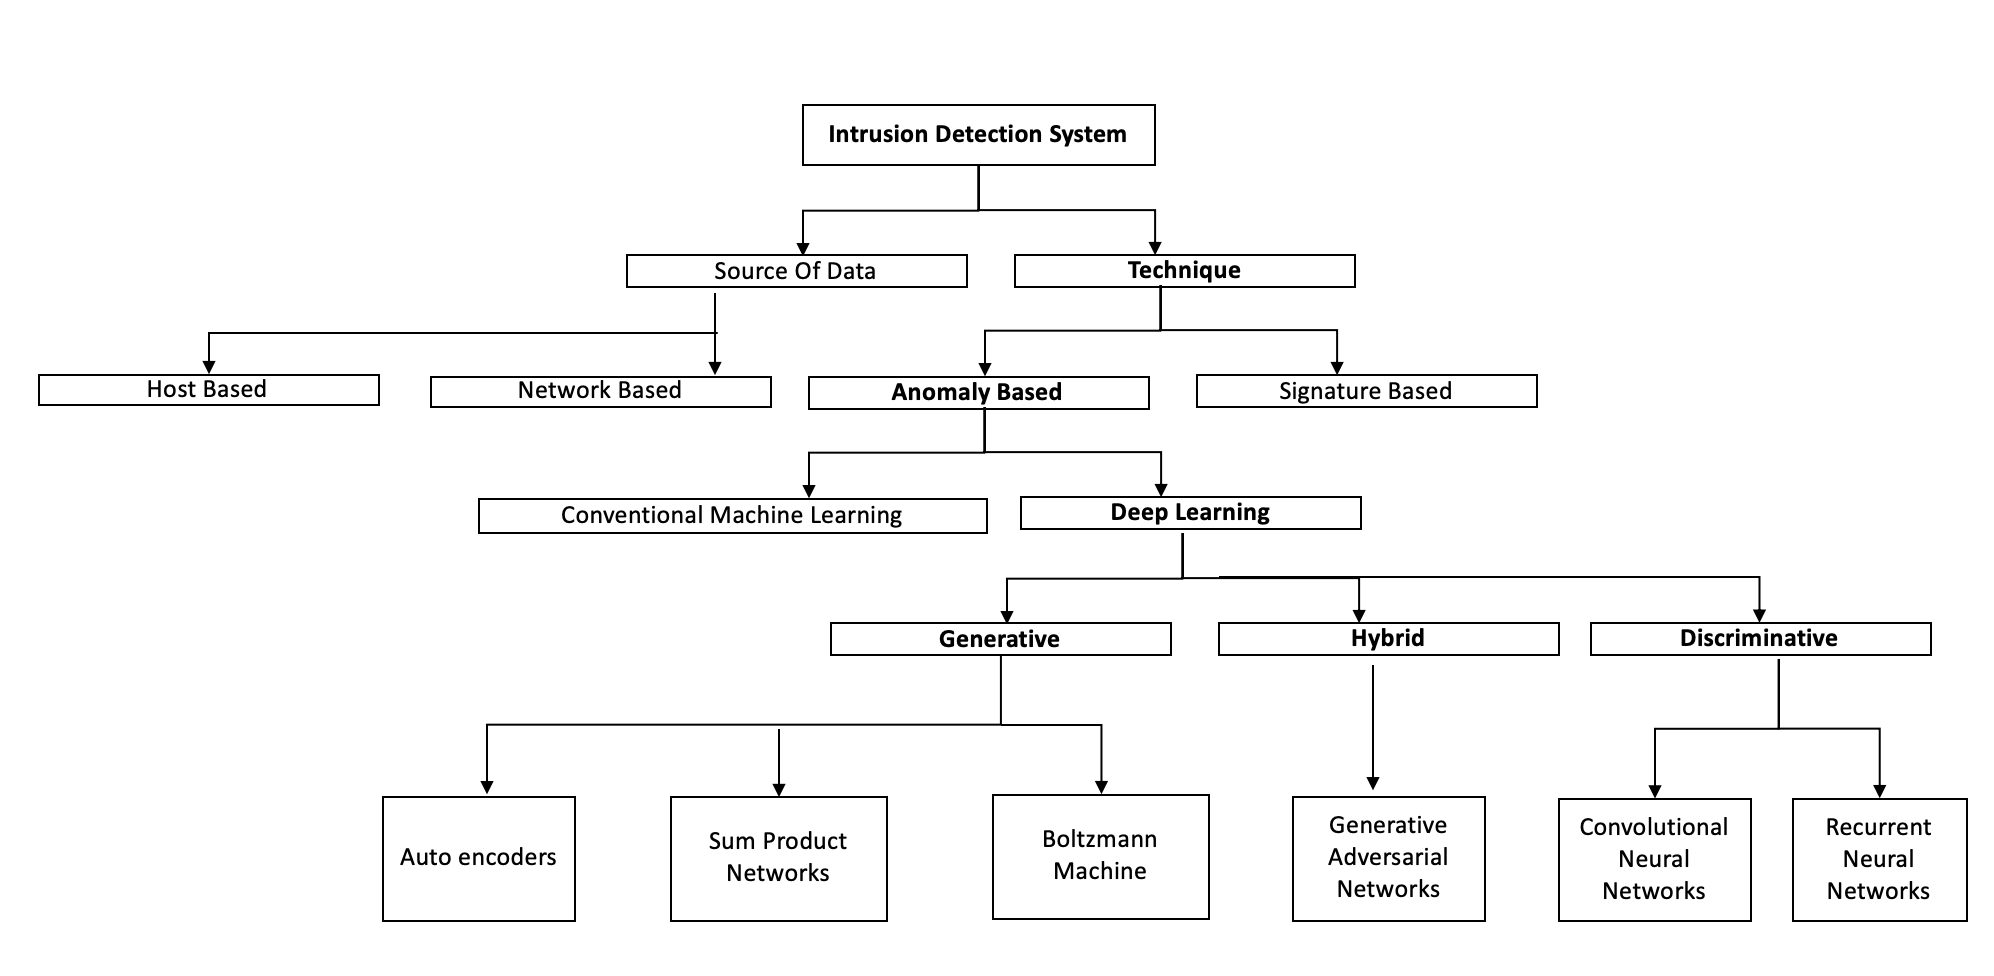 Intrusion Detection System
Source Of Data
Technique
Host Based
Network Based
Anomaly Based
Signature Based
Conventional Machine Learning
Deep Learning
Generative
Hybrid
Discriminative
Auto encoders
Sum Product
Networks
Boltzmann
Machine
Generative
Adversarial
Networks
Convolutional
Neural
Networks
Recurrent
Neural
Networks